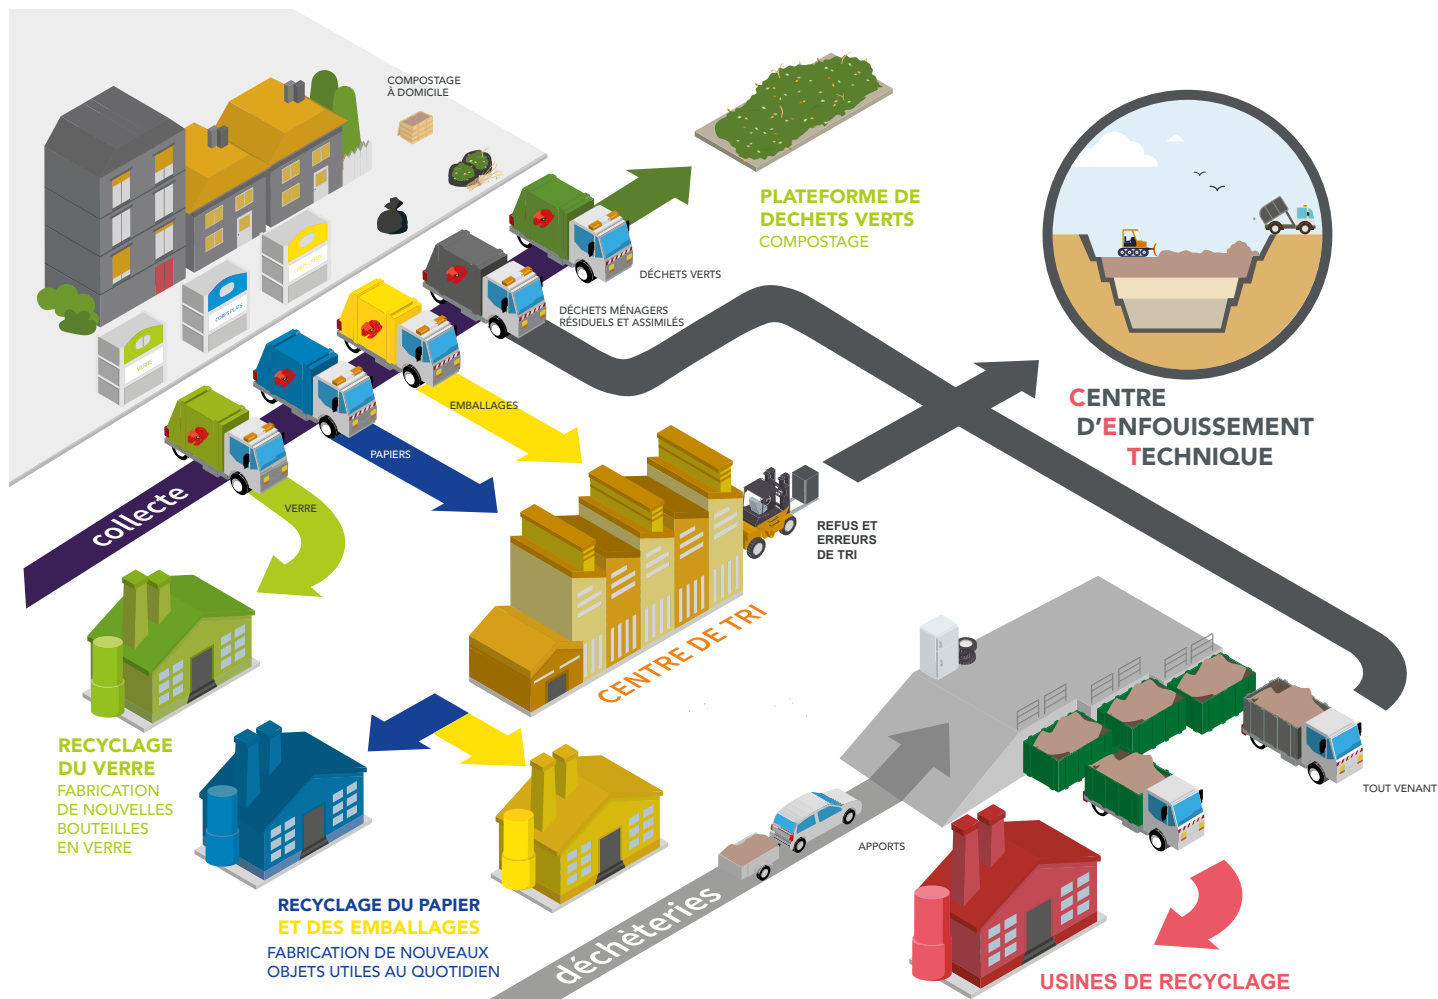 COMPOSTAGE
À DOMICILE
PLATEFORME DE
DECHETS VERTS
COMPOSTAGE
DÉCHETS VERTS
DÉCHETS MÉNAGERS
RÉSIDUELS ET ASSIMILÉS
CORPS PLATS
VERRE
EMBALLAGES
PAPIERS
VERRE
collecte
CENTRE
D'ENFOUISSEMENT
TECHNIQUE
REFUS ET
ERREURS
DE TRI
CENTRE DE TRI
RECYCLAGE
DU VERRE
FABRICATION
DE NOUVELLES
BOUTEILLES
EN VERRE
RECYCLAGE DU PAPIER
ET DES EMBALLAGES
FABRICATION DE NOUVEAUX
OBJETS UTILES AU QUOTIDIEN
déchèteries
APPORTS
TOUT VENANT
USINES DE RECYCLAGE